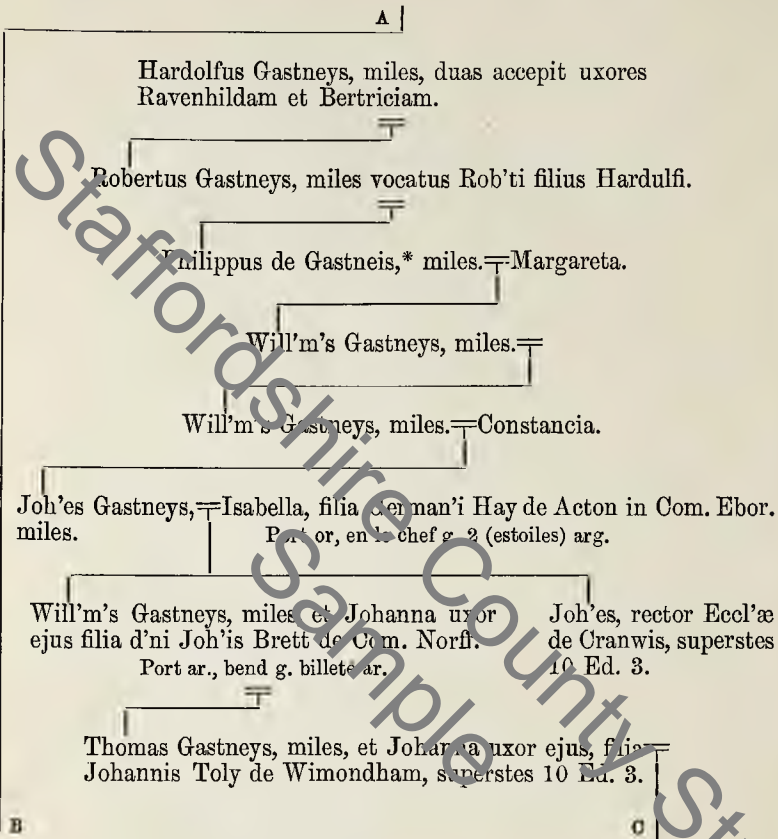 A
Hardolfus Gastneys, miles, duas accepit uxores
Ravenhildam et Bertriciam.
Robertus Gastneys, miles vocatus Rob'ti filius Hardulfi.
Philippus de Gastneis,* miles.=Margareta.
Will'm's Gastneys, miles.=
Will'm's Gastneys, miles.=Constancia.
Joh'es Gastneys,=Isabella, filia German'i Hay de Acton in Com. Ebor.
miles. Port or, en le chef g. 2 (estoiles) arg.
Will'm's Gastneys, miles, et Johanna uxor
ejus filia d'ni Joh'is Brett de Com. Norff.
Port ar., bend g. billete ar.
Joh'es, rector Eccl'æ
de Cranwis, superstes
10 Ed. 3.
Thomas Gastneys, miles, et Johanna uxor ejus, filia=
Johannis Toly de Wimondham, superstes 10 Ed. 3.
B C
Staffordshire County St
Sample